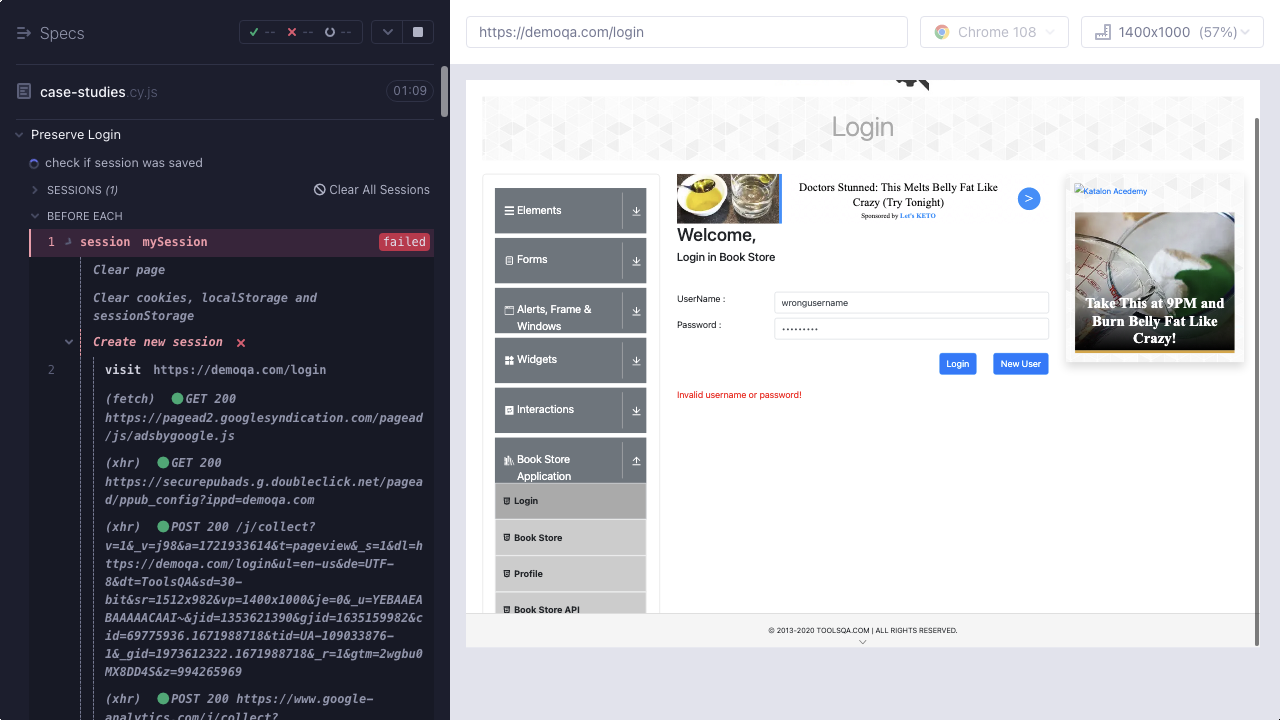 Specs
-- -- --
case-studies.cy.js
01:09
Preserve Login
check if session was saved
SESSIONS (1)
Clear All Sessions
BEFORE EACH
1 session mySession failed
Clear page
Clear cookies, localStorage and
sessionStorage
Create new session
2 visit https://demoqa.com/login
(fetch) GET 200
https://pagead2.googlesyndication.com/pagead
/js/adsbygoogle.js
(xhr) GET 200
https://securepubads.g.doubleclick.net/pagea
d/ppub_config?ippd=demoqa.com
(xhr) POST 200 /j/collect?
v=1&_v=j98&a=1721933614&t=pageview&_s=1&dl=h
ttps://demoqa.com/login&ul=en-us&de=UTF-
8&dt=ToolsQA&sd=30-
bit&sr=1512x982&vp=1400x1000&je=0&_u=YEBAAEA
BAAAAACAAI~&jid=1353621390&gjid=1635159982&c
id=69775936.1671988718&tid=UA-109033876-
1&_gid=1973612322.1671988718&_r=1&gtm=2wgbu0
MX8DD4S&z=994265969
(xhr) POST 200 https://www.google-
analytics.com/j/collect?
https://demoqa.com/login
Chrome 108
1400x1000 (57%)
Login
Elements
Forms
Alerts, Frame &
Windows
Widgets
Interactions
Book Store
Application
Login
Book Store
Profile
Book Store API
Doctors Stunned: This Melts Belly Fat Like
Crazy (Try Tonight)
Sponsored by Let's KETO
>
Welcome,
Login in Book Store
UserName :
wrongusername
Password :
Login
New User
Invalid username or password!
Katalon Acedemy
Take This at 9PM and
Burn Belly Fat Like
Crazy!
© 2013-2020 TOOLSQA.COM | ALL RIGHTS RESERVED.